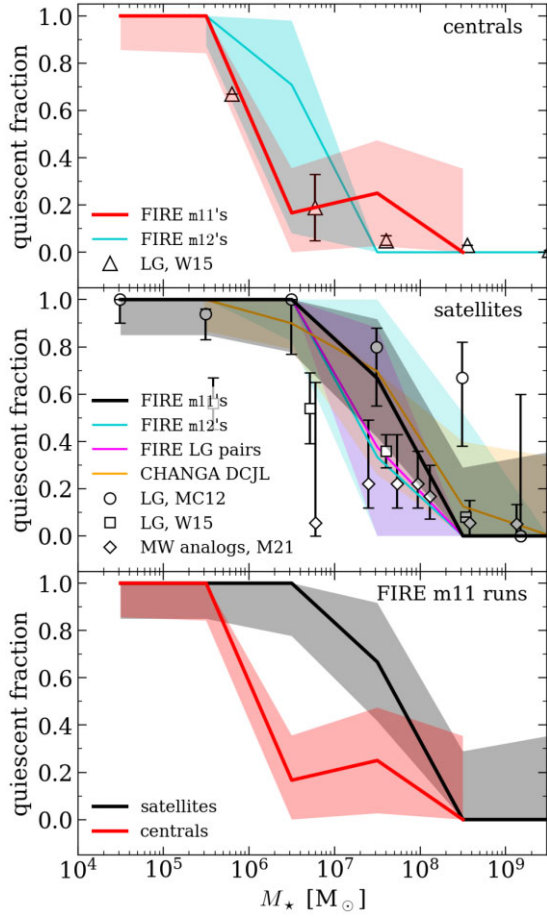 1.0
centrals
0.8
0.6
0.4
FIRE m11's
0.2
FIRE m12's
LG, W15
0.0
quiescent fraction
1.0
satellites
0.8
0.6
FIRE m11's
FIRE m12's
0.4
FIRE LG pairs
CHANGA DCJL
LG, MC12
0.2
LG, W15
MW analogs, M21
0.0
quiescent fraction
1.0
FIRE m11 runs
0.8
0.6
0.4
0.2
satellites
centrals
0.0
quiescent fraction
10⁴ 10⁵ 10⁶ 10⁷ 10⁸ 10⁹
M⋆ [M⊙]